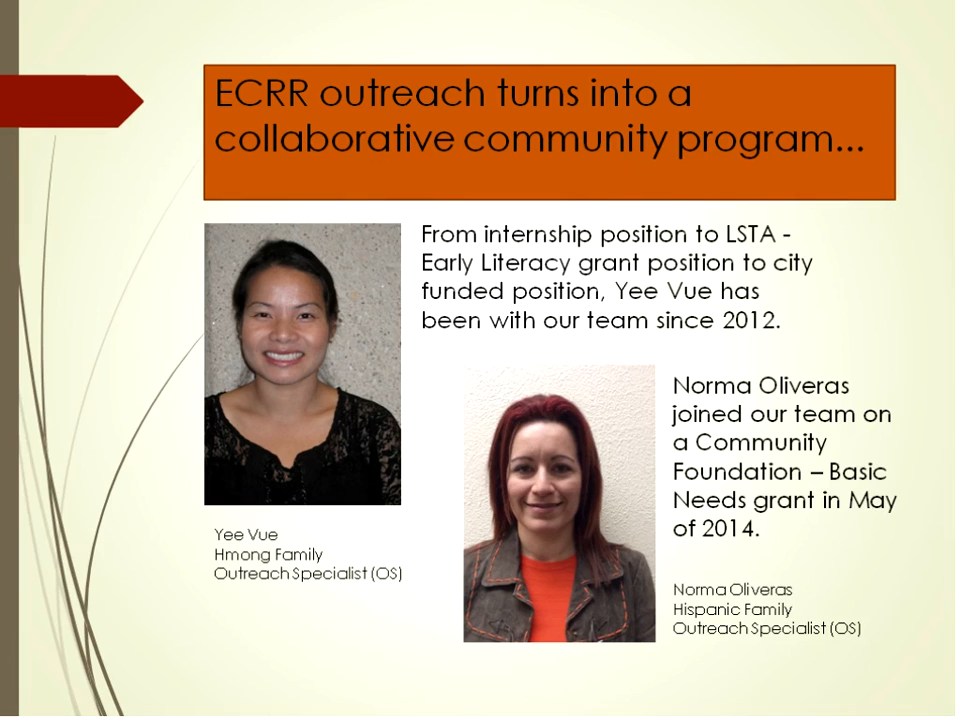 ECRR outreach turns into a
collaborative community program...
From internship position to LSTA -
Early Literacy grant position to city
funded position, Yee Vue has
been with our team since 2012.
Norma Oliveras
joined our team on
a Community
Foundation – Basic
Needs grant in May
of 2014.
Yee Vue
Hmong Family
Outreach Specialist (OS)
Norma Oliveras
Hispanic Family
Outreach Specialist (OS)